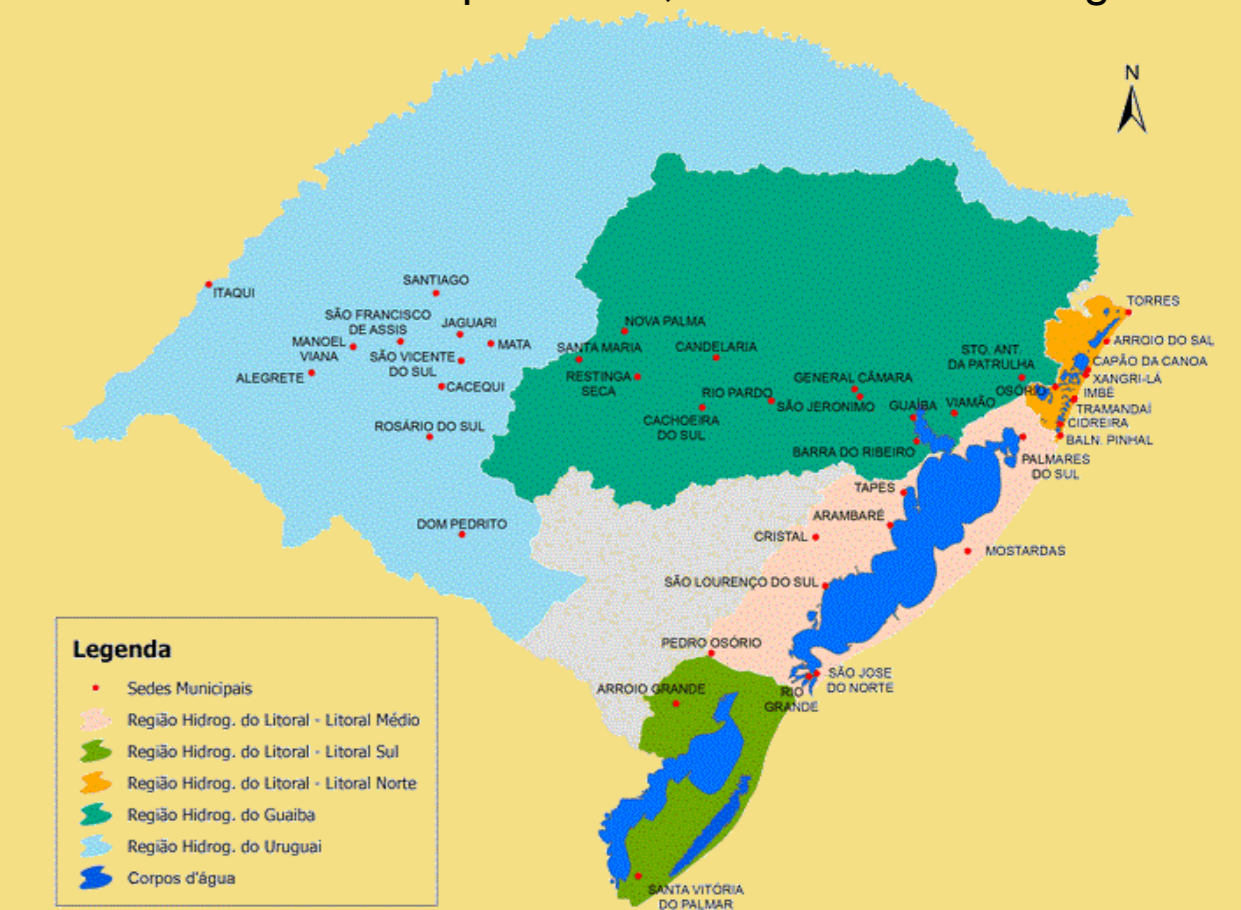 N
ITAQUI
SANTIAGO
SÃO FRANCISCO
DE ASSIS
JAGUARI
MANOEL
VIANA
MATA
SÃO VICENTE
DO SUL
ALEGRETE
CACEQUI
ROSÁRIO DO SUL
DOM PEDRITO
NOVA PALMA
SANTA MARIA
CANDELARIA
RESTINGA
SECA
RIO PARDO
CACHOEIRA
DO SUL
GENERAL CÂMARA
SÃO JERONIMO
GUAÍBA
VIAMÃO
BARRA DO RIBEIRO
STO. ANT.
DA PATRULHA
OSÓRIO
TORRES
ARROIO DO SAL
CAPÃO DA CANOA
XANGRI-LÁ
IMBÉ
TRAMANDAÍ
CIDREIRA
BALN. PINHAL
PALMARES
DO SUL
TAPES
ARAMBARÉ
CRISTAL
MOSTARDAS
SÃO LOURENÇO DO SUL
PEDRO OSÓRIO
SÃO JOSE
DO NORTE
RIO
GRANDE
ARROIO GRANDE
SANTA VITÓRIA
DO PALMAR
Legenda
Sedes Municipais
Região Hidrog. do Litoral - Litoral Médio
Região Hidrog. do Litoral - Litoral Sul
Região Hidrog. do Litoral - Litoral Norte
Região Hidrog. do Guaiba
Região Hidrog. do Uruguai
Corpos d'água